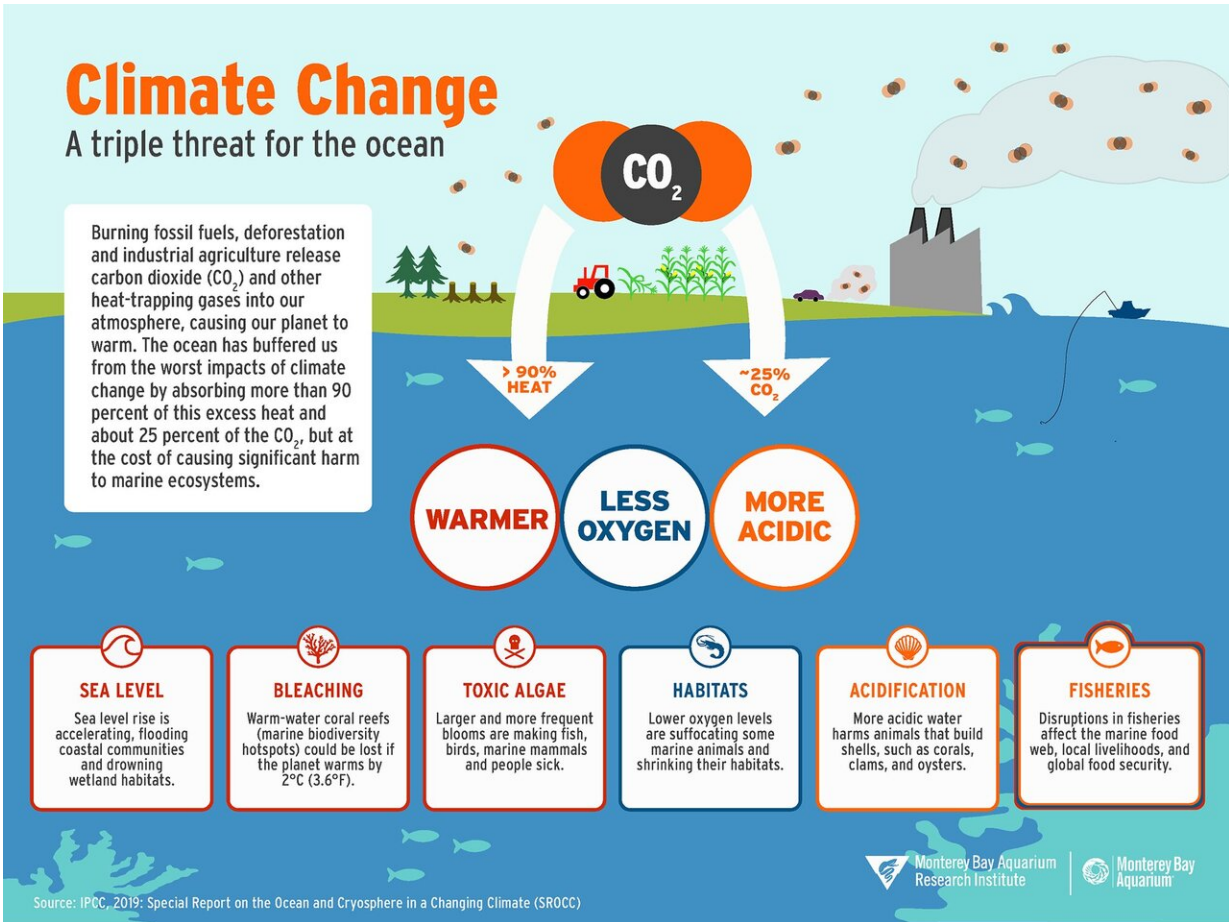 Climate Change
A triple threat for the ocean
Burning fossil fuels, deforestation
and industrial agriculture release
carbon dioxide (CO₂) and other
heat-trapping gases into our
atmosphere, causing our planet to
warm. The ocean has buffered us
from the worst impacts of climate
change by absorbing more than 90
percent of this excess heat and
about 25 percent of the CO₂, but at
the cost of causing significant harm
to marine ecosystems.
CO₂
> 90%
HEAT
~25%
CO₂
WARMER
LESS
OXYGEN
MORE
ACIDIC
SEA LEVEL
Sea level rise is
accelerating, flooding
coastal communities
and drowning
wetland habitats.
BLEACHING
Warm-water coral reefs
(marine biodiversity
hotspots) could be lost if
the planet warms by
2°C (3.6°F).
TOXIC ALGAE
Larger and more frequent
blooms are making fish,
birds, marine mammals
and people sick.
HABITATS
Lower oxygen levels
are suffocating some
marine animals and
shrinking their habitats.
ACIDIFICATION
More acidic water
harms animals that build
shells, such as corals,
clams, and oysters.
FISHERIES
Disruptions in fisheries
affect the marine food
web, local livelihoods, and
global food security.
Monterey Bay Aquarium
Research Institute
Monterey Bay
Aquarium
Source: IPCC, 2019: Special Report on the Ocean and Cryosphere in a Changing Climate (SROCC)